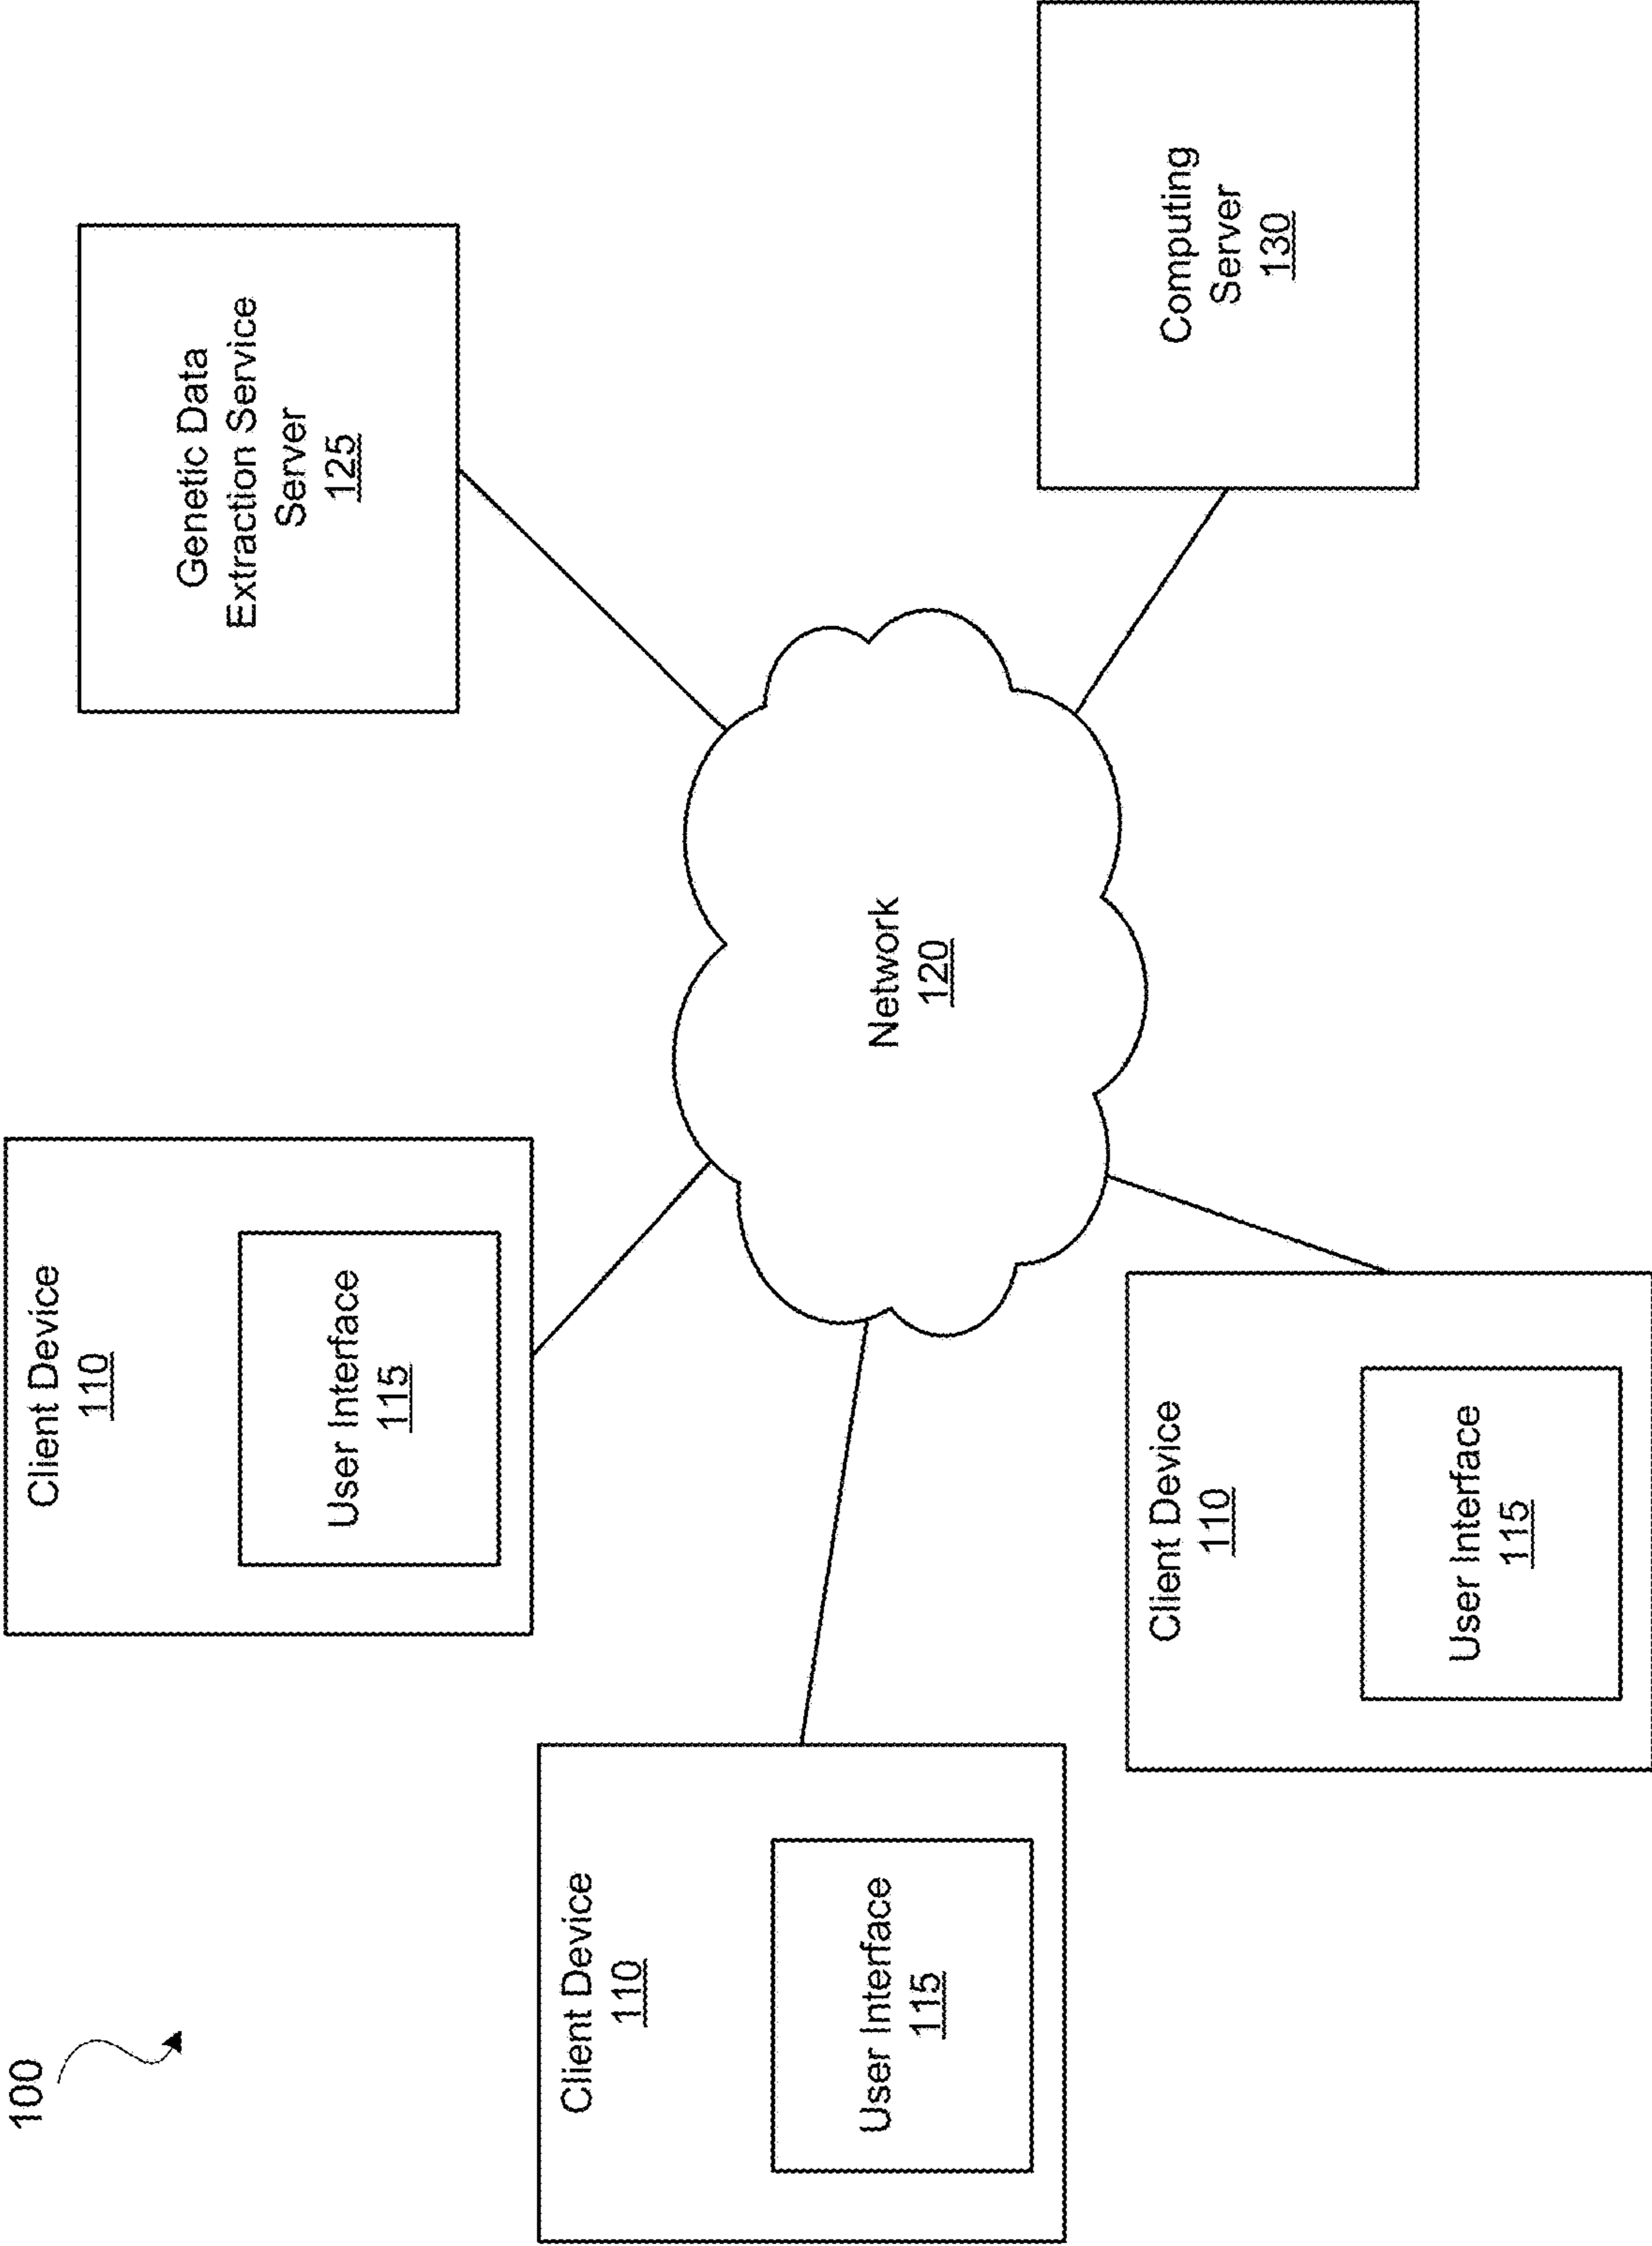 100
Client Device
110
User Interface
115
Client Device
110
User Interface
115
Client Device
110
User Interface
115
Network
120
Genetic Data
Extraction Service
Server
125
Computing
Server
130